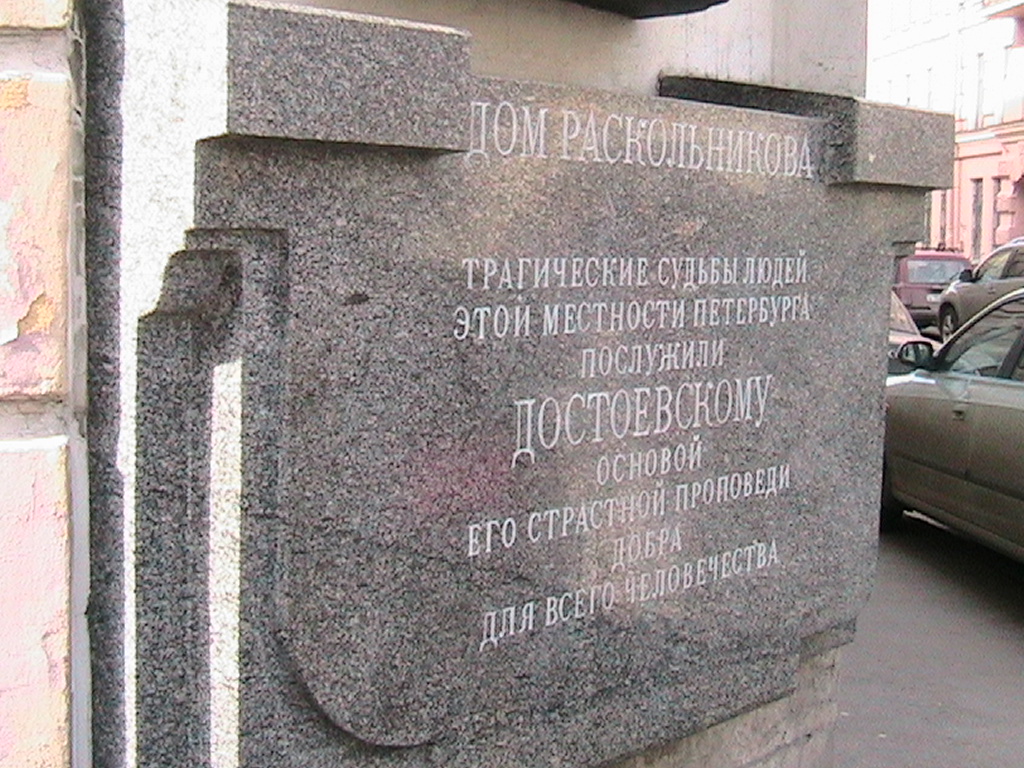 ДОМ РАСКОЛЬНИКОВА
ТРАГИЧЕСКИЕ СУДЬБЫ ЛЮДЕЙ
ЭТОЙ МЕСТНОСТИ ПЕТЕРБУРГА
ПОСЛУЖИЛИ
ДОСТОЕВСКОМУ
ОСНОВОЙ
ЕГО СТРАСТНОЙ ПРОПОВЕДИ
ДОБРА
ДЛЯ ВСЕГО ЧЕЛОВЕЧЕСТВА